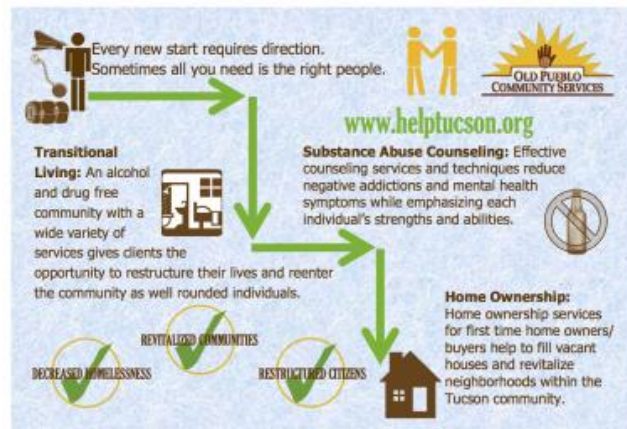 Every new start requires direction.
Sometimes all you need is the right people.
OLD PUEBLO
COMMUNITY SERVICES
www.helptucson.org
Transitional
Living: An alcohol
and drug free
community with a
wide variety of
services gives clients the
opportunity to restructure their lives and reenter
the community as well rounded individuals.
Substance Abuse Counseling: Effective
counseling services and techniques reduce
negative addictions and mental health
symptoms while emphasizing each
individual's strengths and abilities.
Home Ownership:
Home ownership services
for first time home owners/
buyers help to fill vacant
houses and revitalize
neighborhoods within the
Tucson community.
DECREASED HOMELESSNESS
REVITALIZED COMMUNITIES
RESTRUCTURED CITIZENS